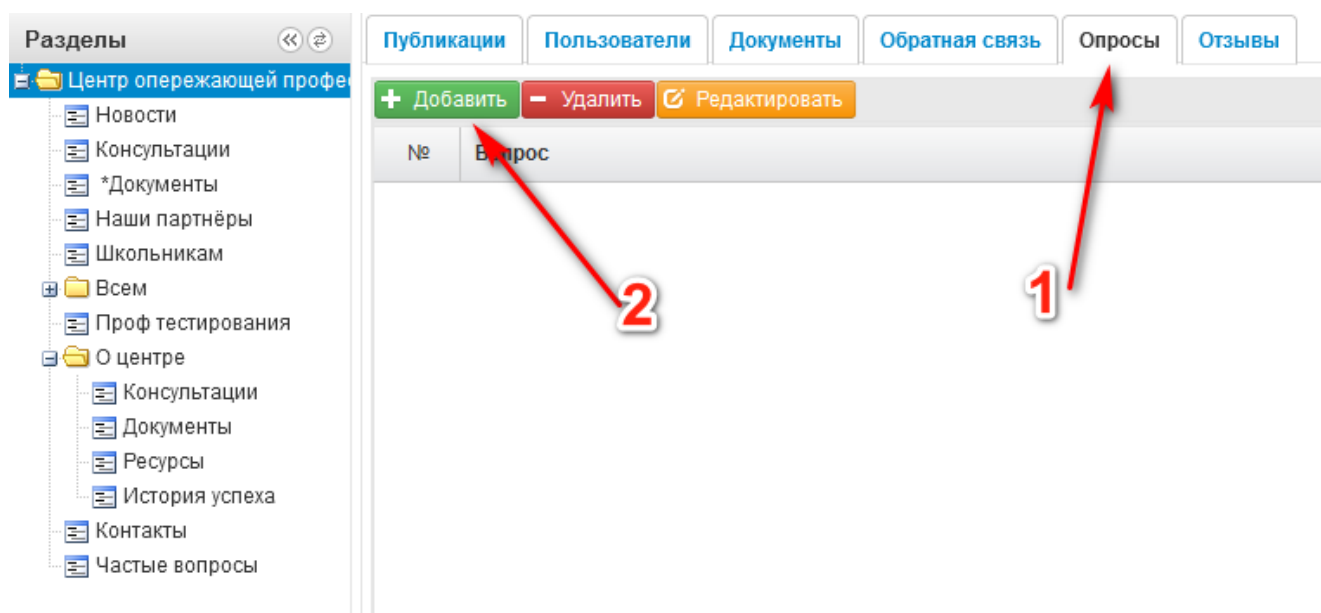 Разделы
Центр опережающей профе
Новости
Консультации
*Документы
Наши партнёры
Школьникам
Всем
Проф тестирования
О центре
Консультации
Документы
Ресурсы
История успеха
Контакты
Частые вопросы
Публикации Пользователи Документы Обратная связь Опросы Отзывы
Добавить Удалить Редактировать
№ Вопрос
1
2